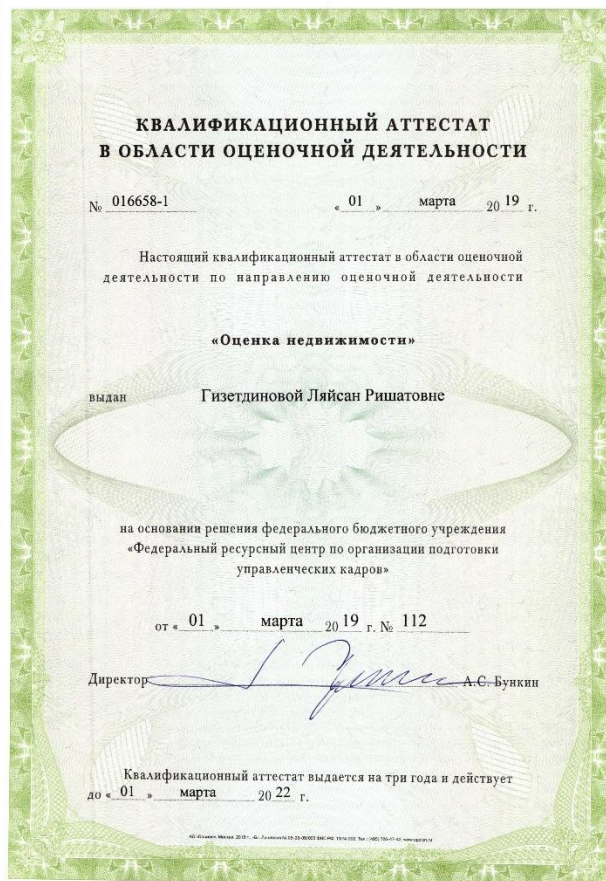 КВАЛИФИКАЦИОННЫЙ АТТЕСТАТ
В ОБЛАСТИ ОЦЕНОЧНОЙ ДЕЯТЕЛЬНОСТИ
№ 016658-1 « 01 » марта 20 19 г.
Настоящий квалификационный аттестат в области оценочной
деятельности по направлению оценочной деятельности
«Оценка недвижимости»
выдан Гизетдиновой Ляйсан Ришатовне
на основании решения федерального бюджетного учреждения
«Федеральный ресурсный центр по организации подготовки
управленческих кадров»
от « 01 » марта 20 19 г. № 112
Директор А.С. Бункин
Квалификационный аттестат выдается на три года и действует
до « 01 » марта 20 22 г.